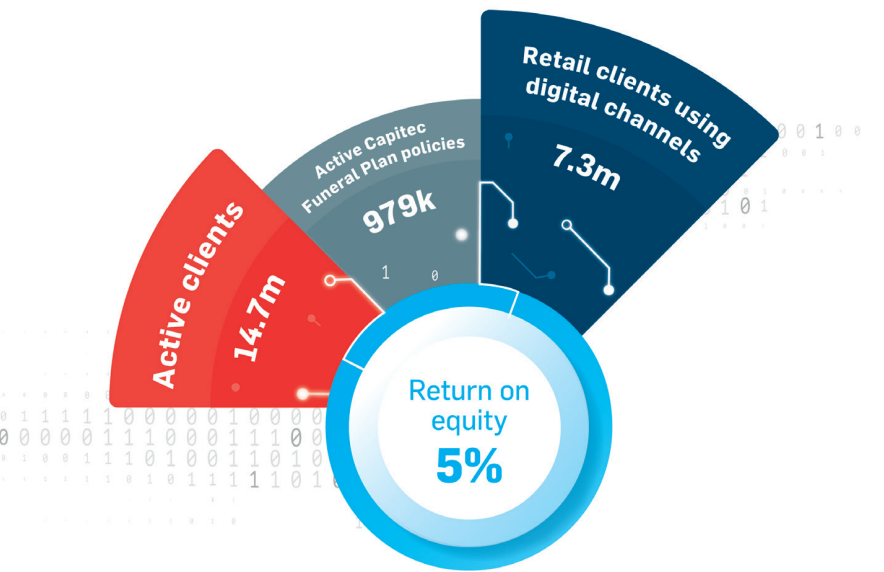 Active clients
14.7m
Active Capitec
Funeral Plan policies
979k
Retail clients using
digital channels
7.3m
Return on
equity
5%